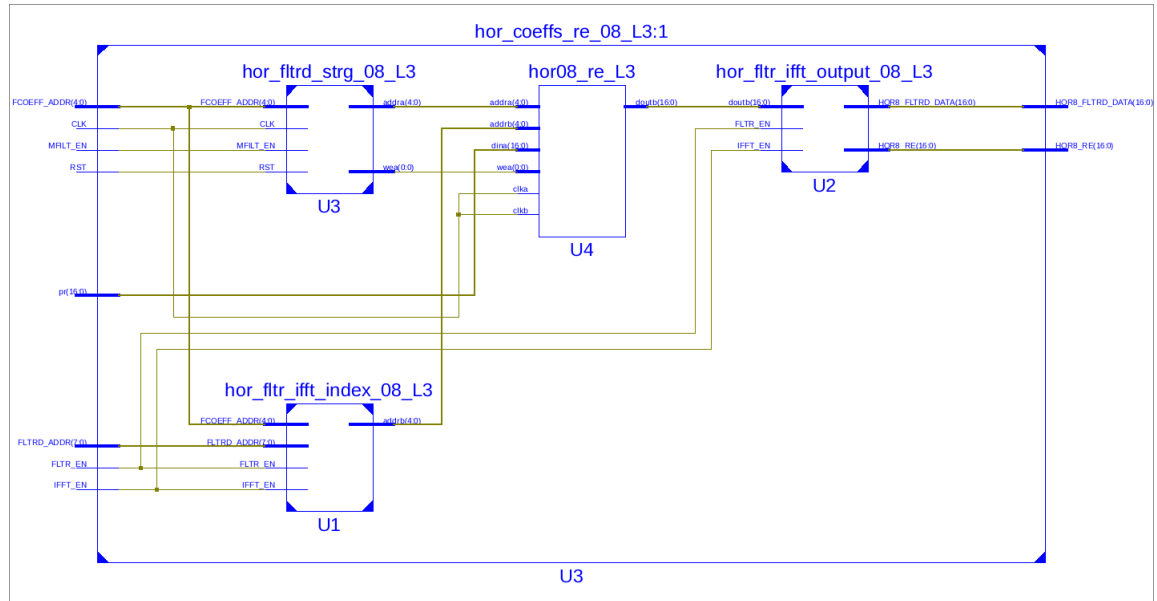 hor_coeffs_re_08_L3:1
hor_fltrd_strg_08_L3
hor08_re_L3
hor_fltr_ifft_output_08_L3
FCOEFF_ADDR(4:0)
FCOEFF_ADDR(4:0)
addra(4:0)
addra(4:0)
doutb(16:0)
doutb(16:0)
HOR8_FLTRD_DATA(16:0)
HOR8_FLTRD_DATA(16:0)
CLK
CLK
addrb(4:0)
FLTR_EN
MFILT_EN
MFILT_EN
dina(16:0)
IFFT_EN
HOR8_RE(16:0)
HOR8_RE(16:0)
RST
RST
wea(0:0)
wea(0:0)
clka
U2
U3
clkb
U4
pr(16:0)
hor_fltr_ifft_index_08_L3
FCOEFF_ADDR(4:0)
addrb(4:0)
FLTRD_ADDR(7:0)
FLTRD_ADDR(7:0)
FLTR_EN
FLTR_EN
IFFT_EN
IFFT_EN
U1
U3